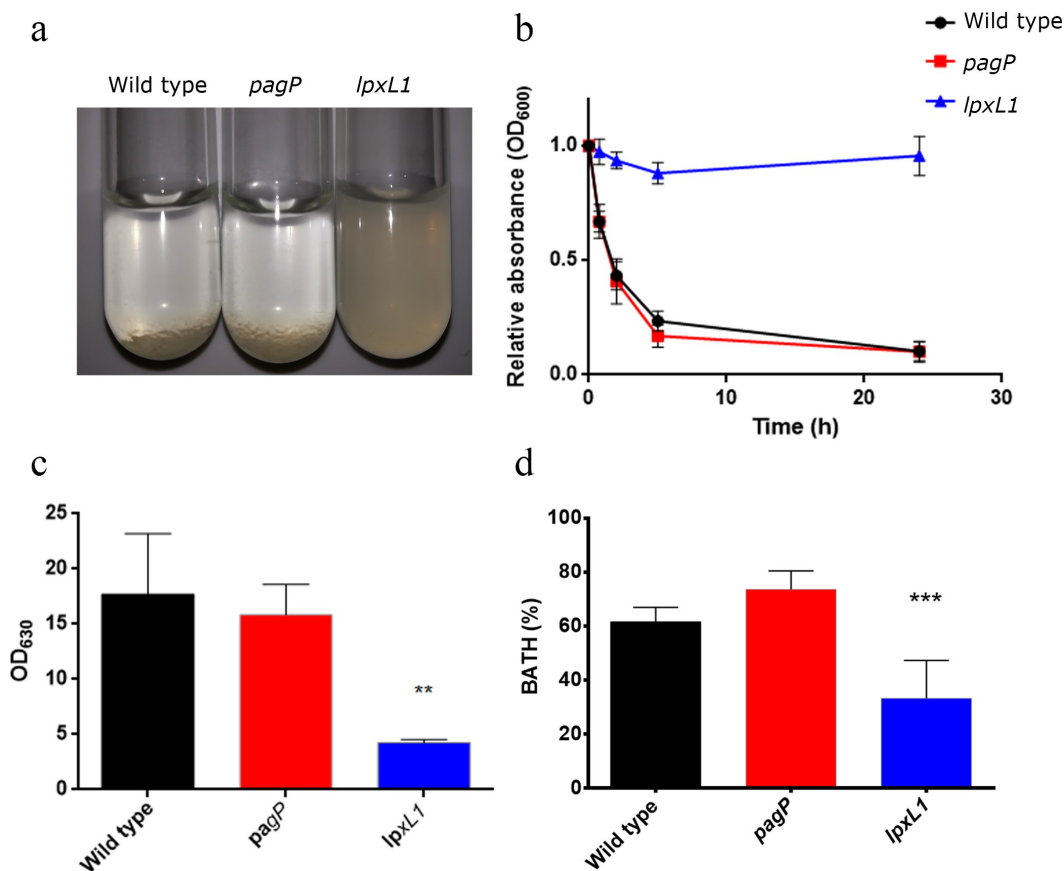 a
Wild type pagP lpxL1
b
Wild type
pagP
lpxL1
Relative absorbance (OD600)
1.0
0.5
0.0
0 10 20 30
Time (h)
c
OD630
25
20
15
10
5
0
**
Wild type pagP lpxL1
d
BATH (%)
100
80
60
40
20
0
***
Wild type pagP lpxL1